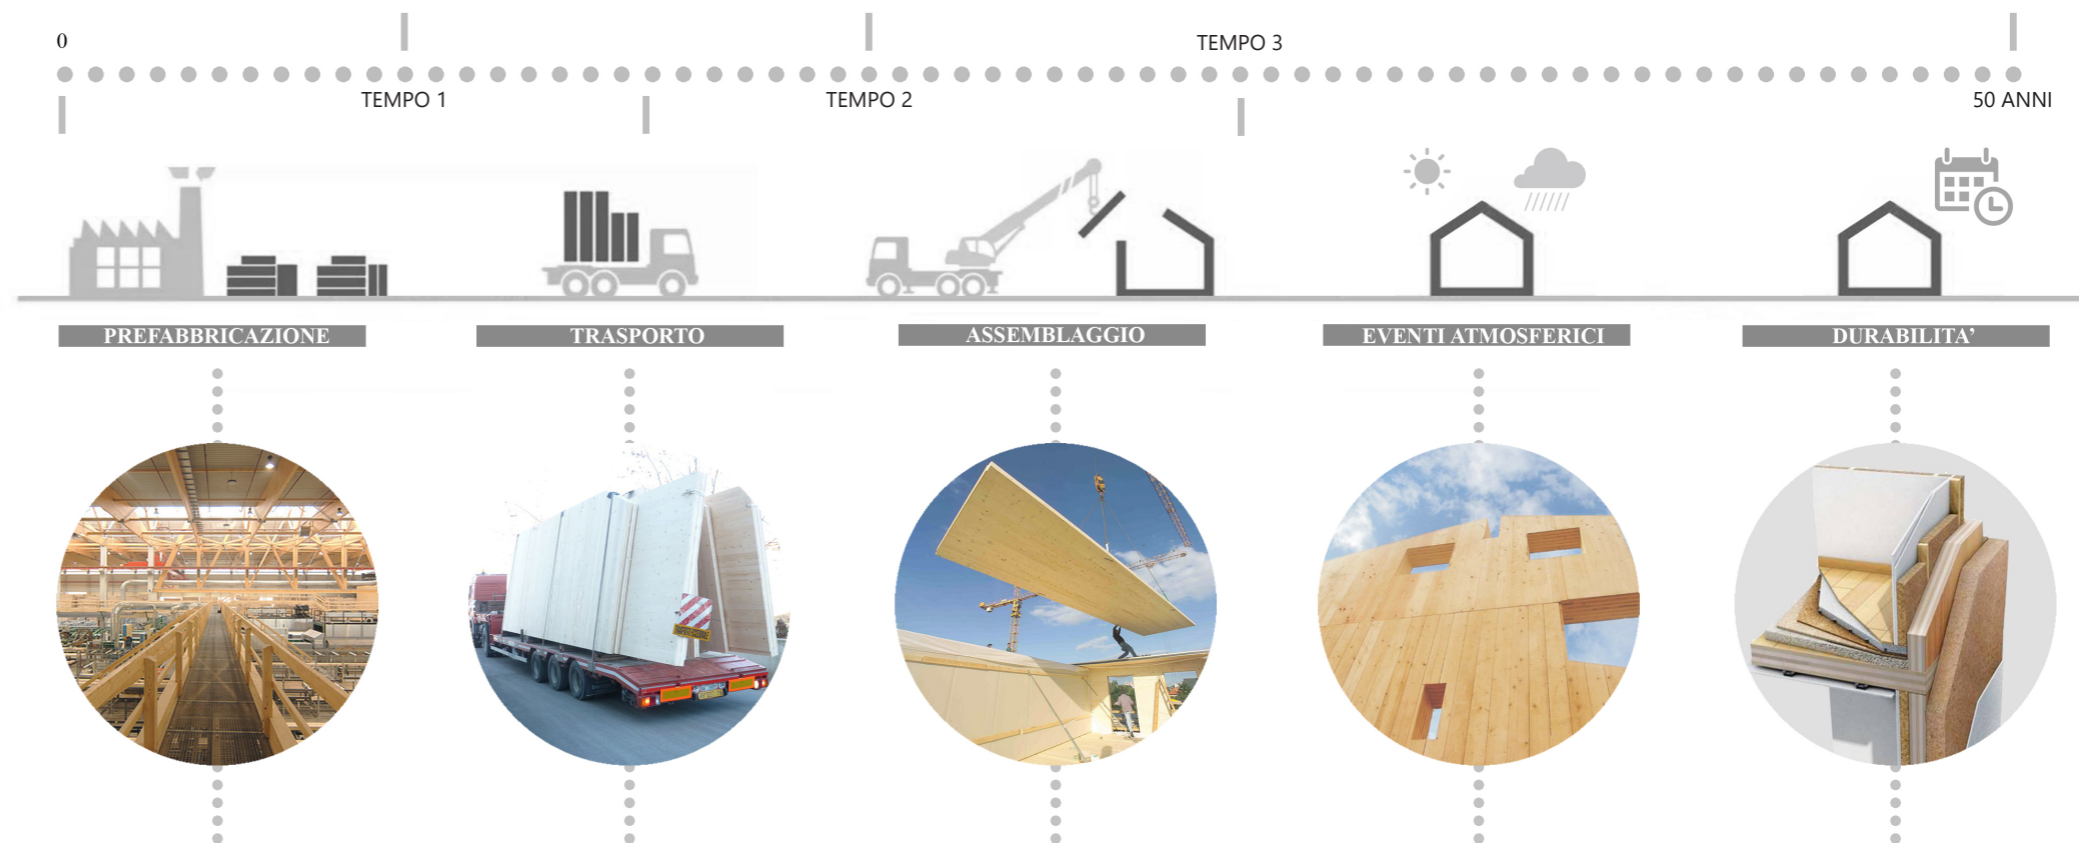 0
TEMPO 3
TEMPO 1
TEMPO 2
50 ANNI
PREFABBRICAZIONE
TRASPORTO
ASSEMBLAGGIO
EVENTI ATMOSFERICI
DURABILITA’